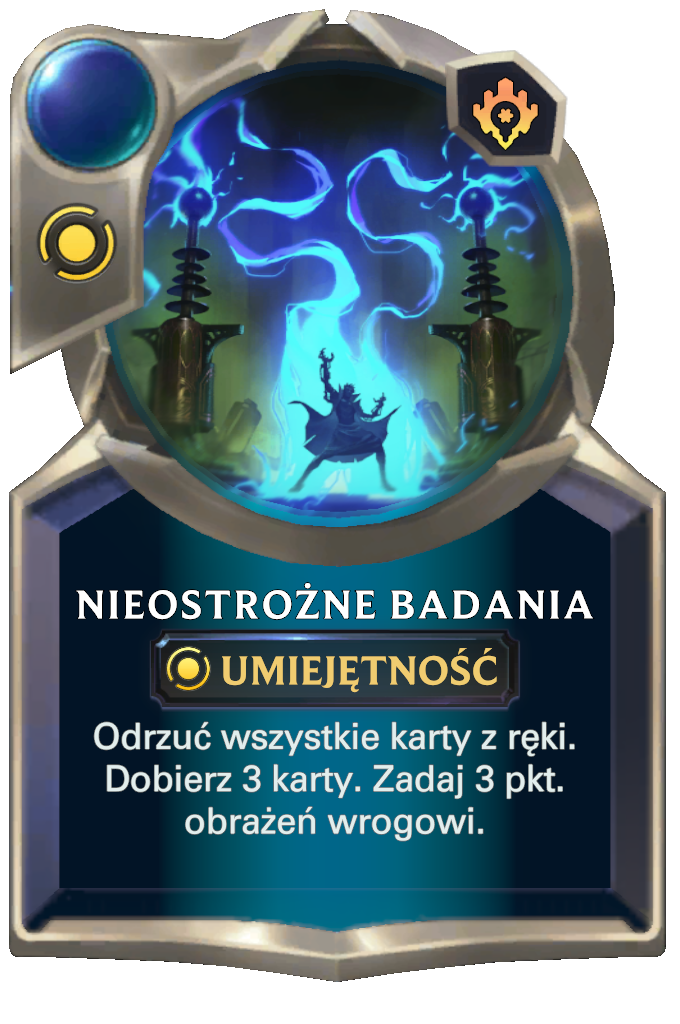 NIEOSTROŻNE BADANIA
UMIEJĘTNOŚĆ
Odrzuć wszystkie karty z ręki.
Dobierz 3 karty. Zadaj 3 pkt.
obrażeń wrogowi.